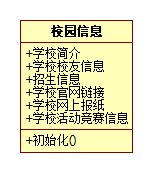 校园信息
+学校简介
+学校校友信息
+招生信息
+学校官网链接
+学校网上报纸
+学校活动竞赛信息
+初始化()